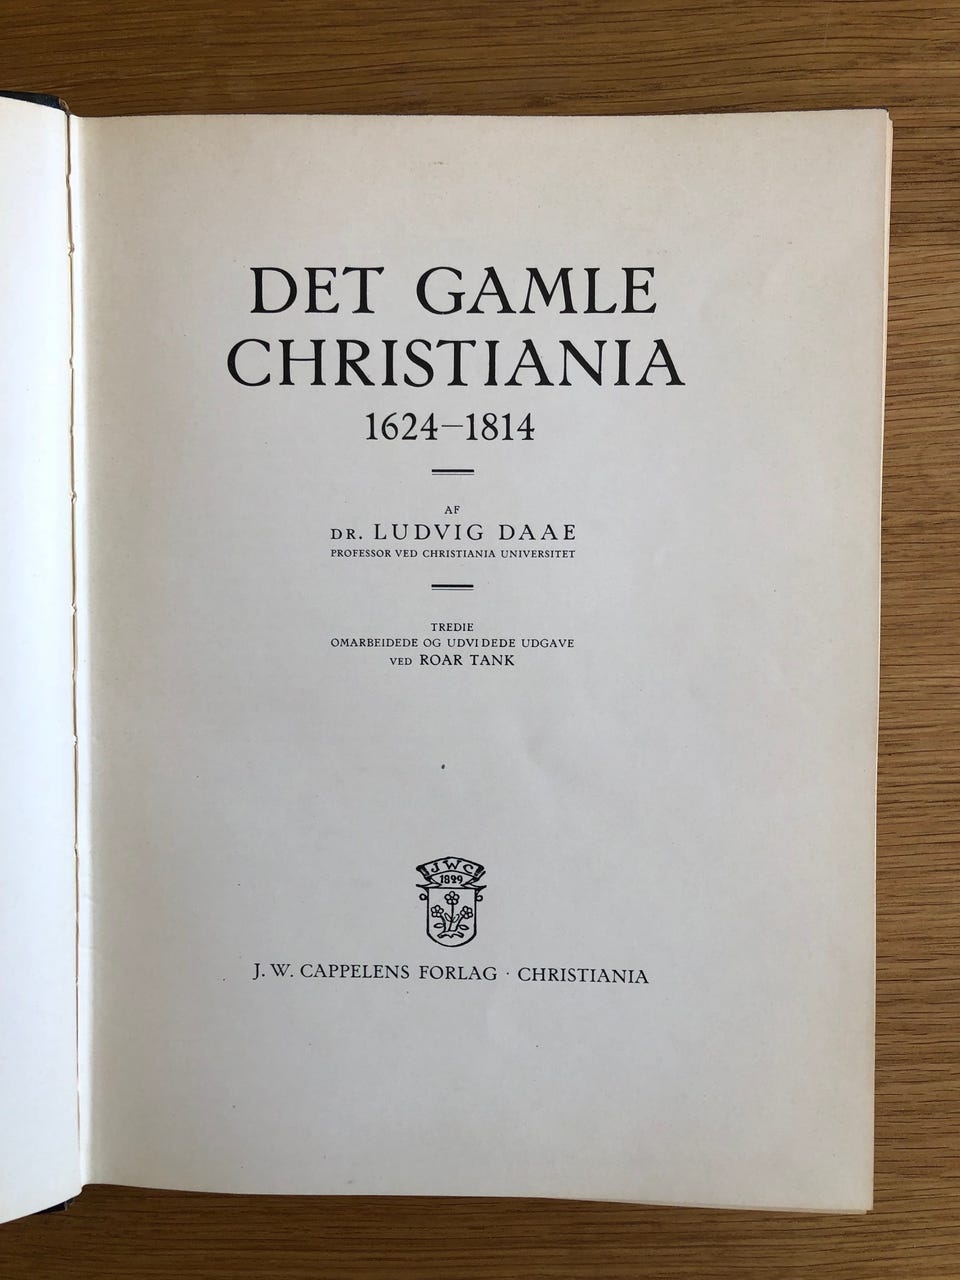 DET GAMLE
CHRISTIANIA
1624–1814
AF
DR. LUDVIG DAAE
PROFESSOR VED CHRISTIANIA UNIVERSITET
TREDIE
OMARBEIDEDE OG UDVIDEDE UDGAVE
VED ROAR TANK
JWC
1829
J. W. CAPPELENS FORLAG · CHRISTIANIA